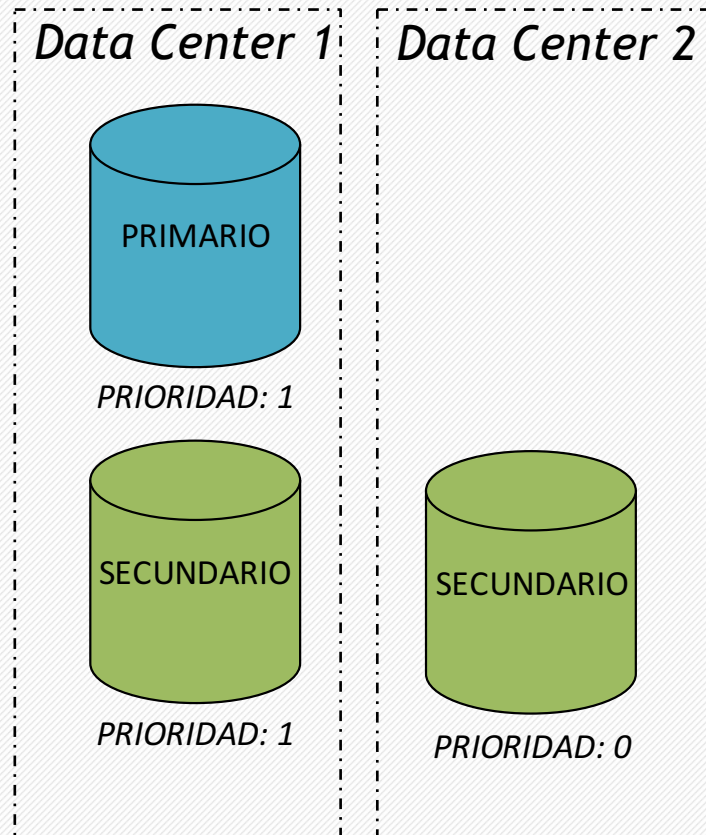 Data Center 1
PRIMARIO
PRIORIDAD: 1
SECUNDARIO
PRIORIDAD: 1
Data Center 2
SECUNDARIO
PRIORIDAD: 0